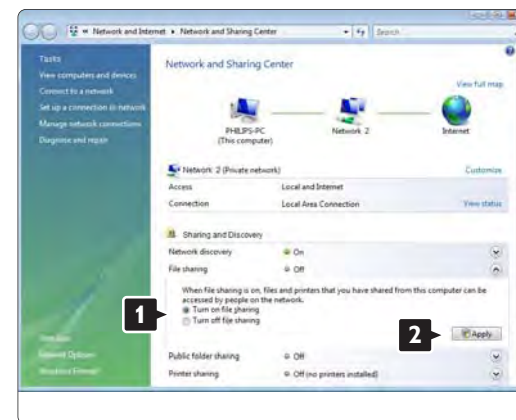 Network and Internet ▸ Network and Sharing Center
Search
Tasks
View computers and devices
Connect to a network
Set up a connection or network
Manage network connections
Diagnose and repair
Network and Sharing Center
View full map
PHILIPS-PC
(This computer)
Network 2
Internet
Network 2 (Private network)
Customize
Access
Local and Internet
Connection
Local Area Connection
View status
Sharing and Discovery
Network discovery
On
File sharing
Off
When file sharing is on, files and printers that you have shared from this computer can be
accessed by people on the network.
1
Turn on file sharing
Turn off file sharing
2
Apply
Public folder sharing
Off
Printer sharing
Off (no printers installed)
Internet Options
Windows Firewall